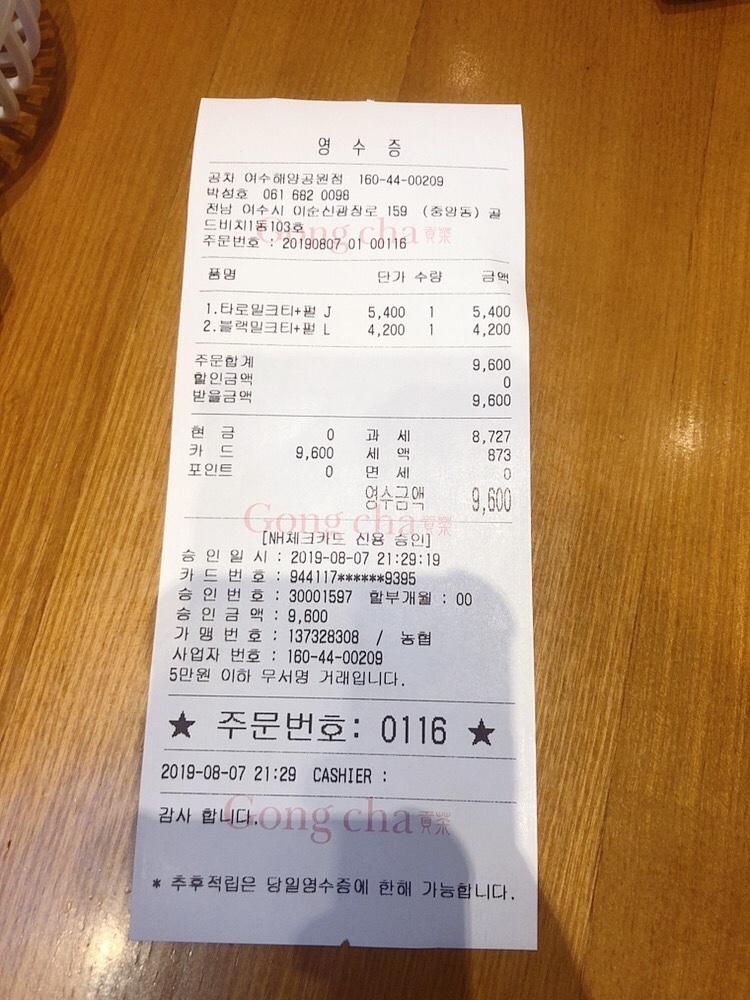 영 수 증
공차 여수해양공원점 160-44-00209
박성호 061 682 0098
전남 여수시 이순신광장로 159 (중앙동) 골
드비치1동103호
Gong cha 貢茶
주문번호 : 20190807 01 00116
품명 단가 수량 금액
1.타로밀크티+펄 J 5,400 1 5,400
2.블랙밀크티+펄 L 4,200 1 4,200
주문합계 9,600
할인금액 0
받을금액 9,600
현 금 0 과 세 8,727
카 드 9,600 세 액 873
포인트 0 면 세 0
영수금액 9,600
Gong cha 貢茶
[NH체크카드 신용 승인]
승 인 일 시 : 2019-08-07 21:29:19
카 드 번 호 : 944117******9395
승 인 번 호 : 30001597 할부개월 : 00
승 인 금 액 : 9,600
가 맹 번 호 : 137328308 / 농협
사업자 번호 : 160-44-00209
5만원 이하 무서명 거래입니다.
★ 주문번호: 0116 ★
2019-08-07 21:29 CASHIER :
감사 합니다.
Gong cha 貢茶
* 추후적립은 당일영수증에 한해 가능합니다.